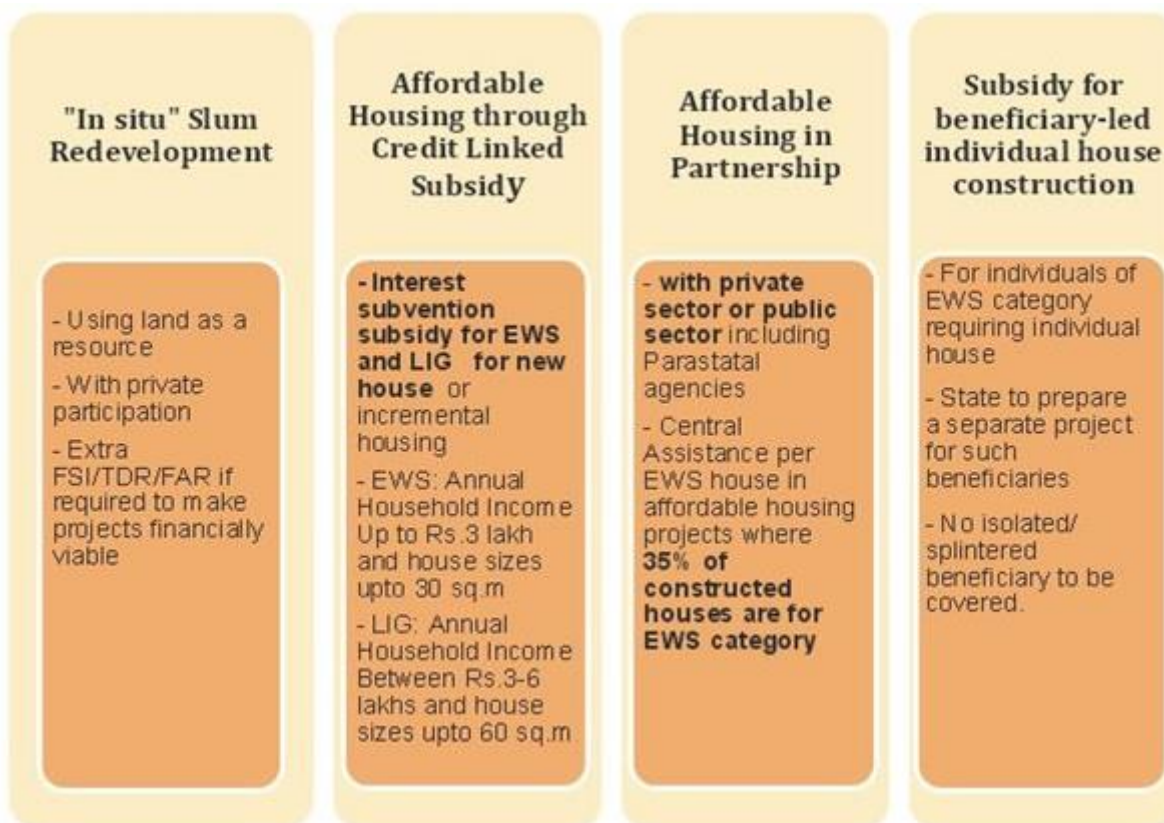 "In situ" Slum
Redevelopment
- Using land as a
resource
- With private
participation
- Extra
FSI/TDR/FAR if
required to make
projects financially
viable
Affordable
Housing through
Credit Linked
Subsidy
- Interest
subvention
subsidy for EWS
and LIG for new
house or
incremental
housing
- EWS: Annual
Household Income
Up to Rs.3 lakh
and house sizes
upto 30 sq.m
- LIG: Annual
Household Income
Between Rs.3-6
lakhs and house
sizes upto 60 sq.m
Affordable
Housing in
Partnership
- with private
sector or public
sector including
Parastatal
agencies
- Central
Assistance per
EWS house in
affordable housing
projects where
35% of
constructed
houses are for
EWS category
Subsidy for
beneficiary-led
individual house
construction
- For individuals of
EWS category
requiring individual
house
- State to prepare
a separate project
for such
beneficiaries
- No isolated/
splintered
beneficiary to be
covered.